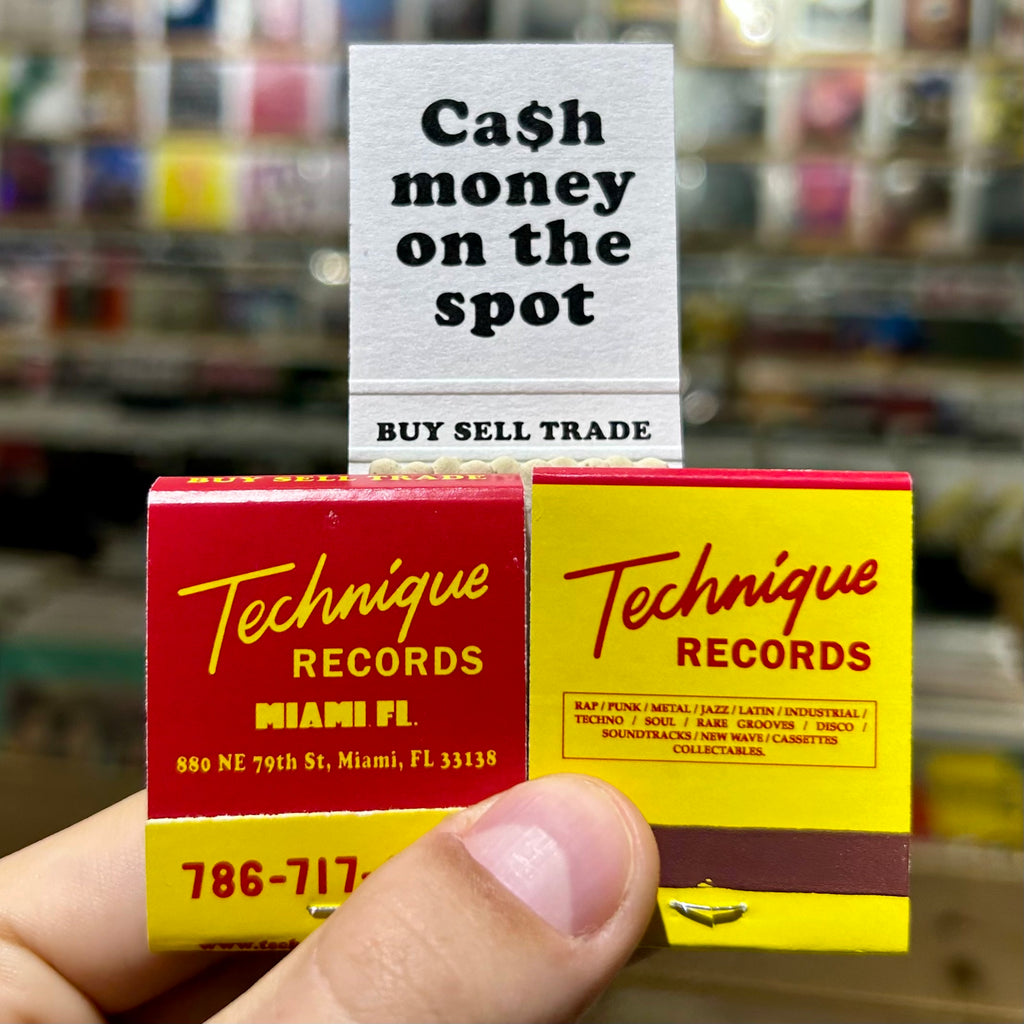 Ca$h
money
on the
spot
BUY SELL TRADE
BUY SELL TRADE
Technique
RECORDS
MIAMI FL.
880 NE 79th St, Miami, FL 33138
786-717-
Technique
RECORDS
RAP / PUNK / METAL / JAZZ / LATIN / INDUSTRIAL /
TECHNO / SOUL / RARE GROOVES / DISCO /
SOUNDTRACKS / NEW WAVE / CASSETTES
COLLECTABLES.